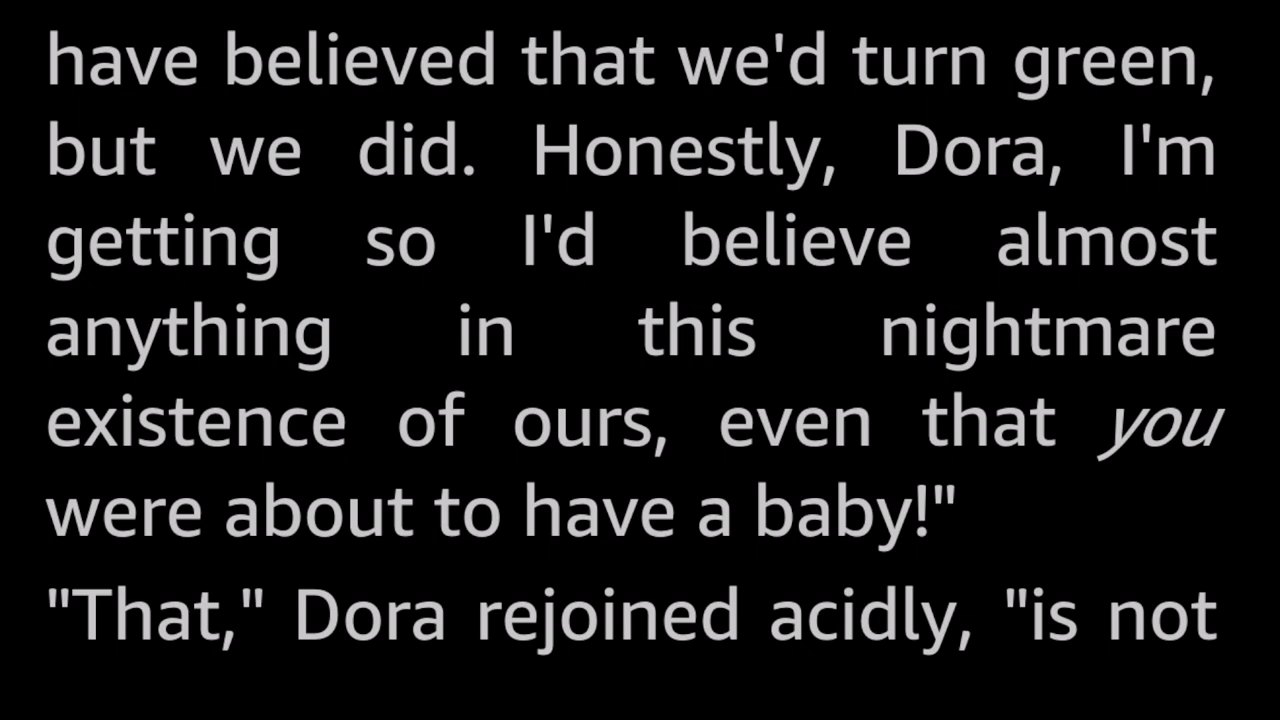 have believed that we'd turn green,
but we did. Honestly, Dora, I'm
getting so I'd believe almost
anything in this nightmare
existence of ours, even that you
were about to have a baby!"
"That," Dora rejoined acidly, "is not